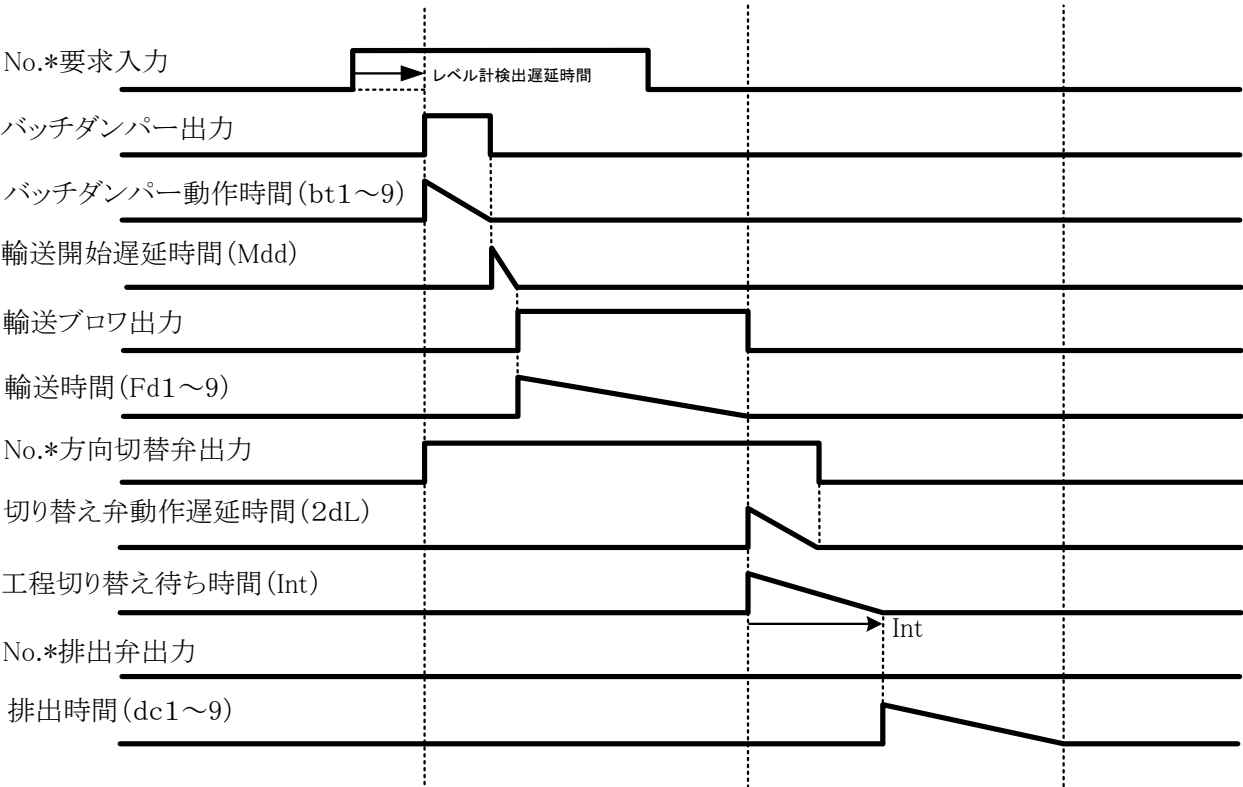 No.*要求入力
レベル計検出遅延時間
バッチダンパー出力
バッチダンパー動作時間(bt1～9)
輸送開始遅延時間(Mdd)
輸送ブロワ出力
輸送時間(Fd1～9)
No.*方向切替弁出力
切り替え弁動作遅延時間(2dL)
工程切り替え待ち時間(Int)
Int
No.*排出弁出力
排出時間(dc1～9)